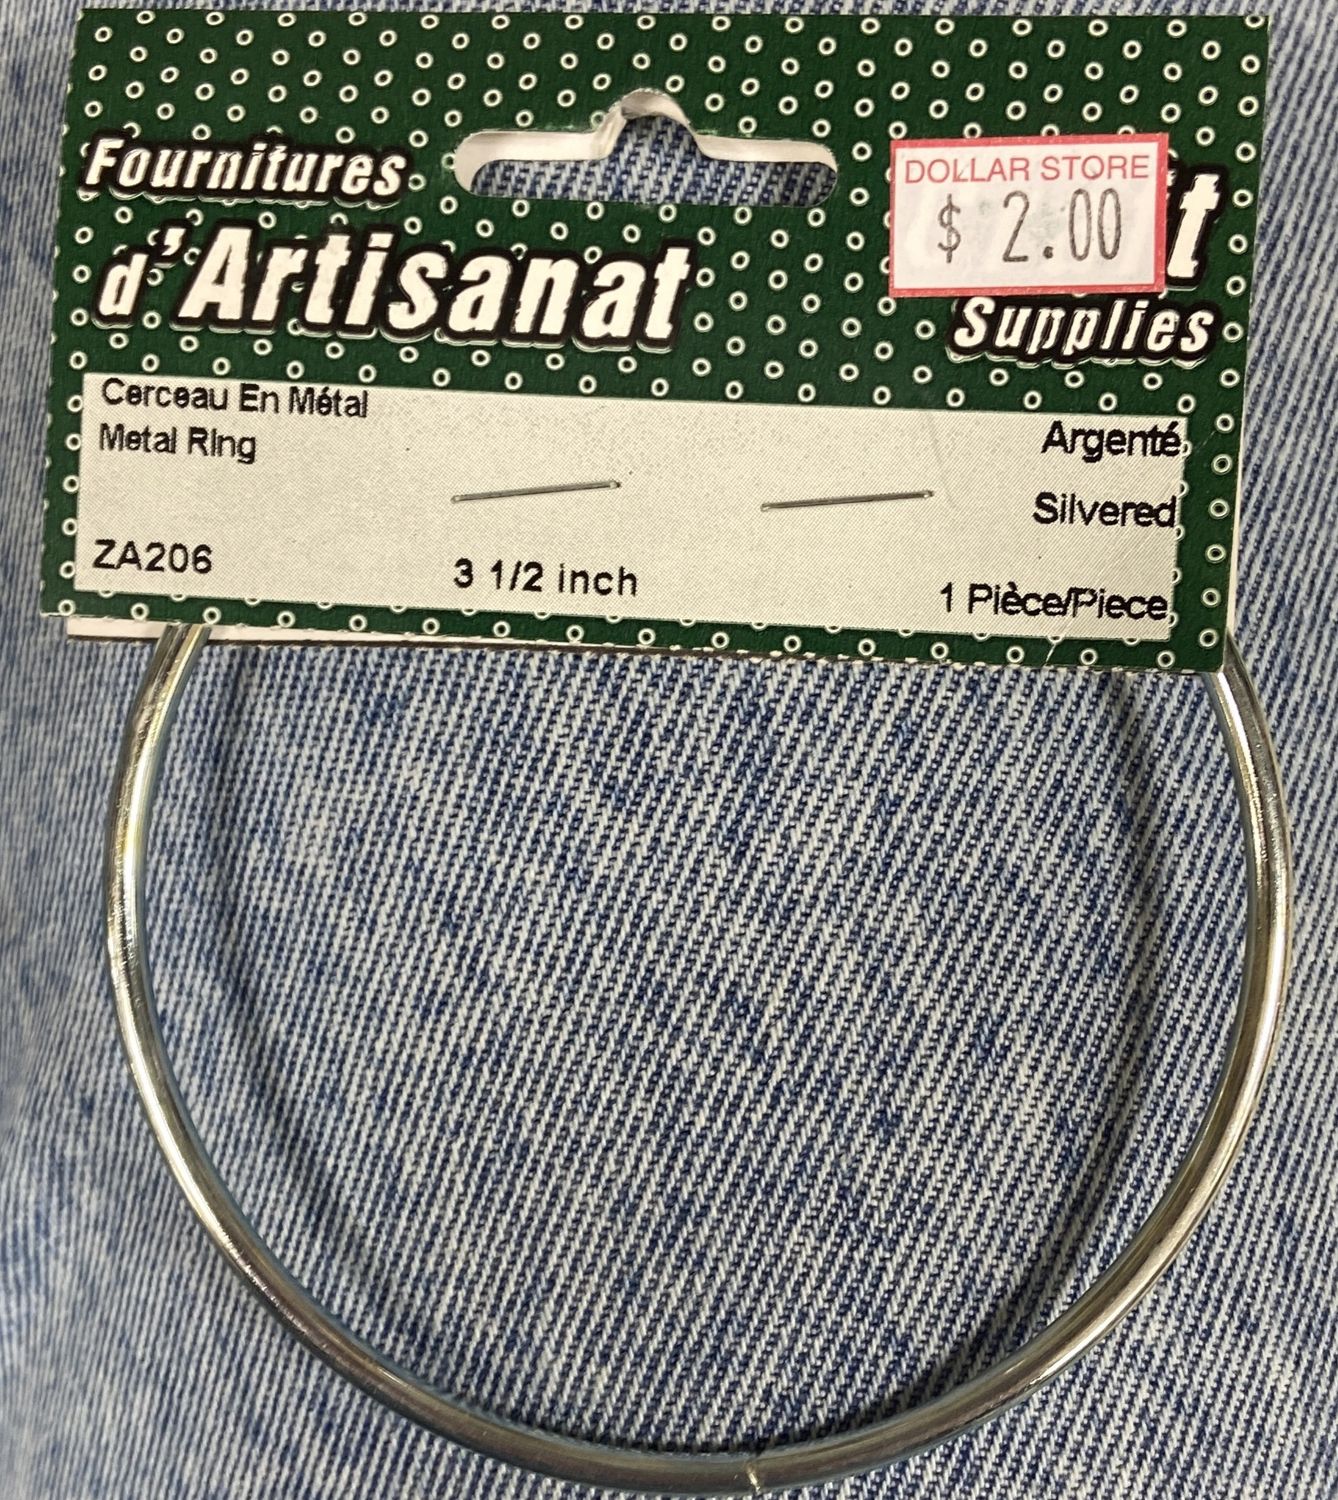 Fournitures
d'Artisanat
DOLLAR STORE
$ 2.00
Supplies
Cerceau En Métal
Metal Ring
Argenté
Silvered
ZA206
3 1/2 inch
1 Pièce/Piece